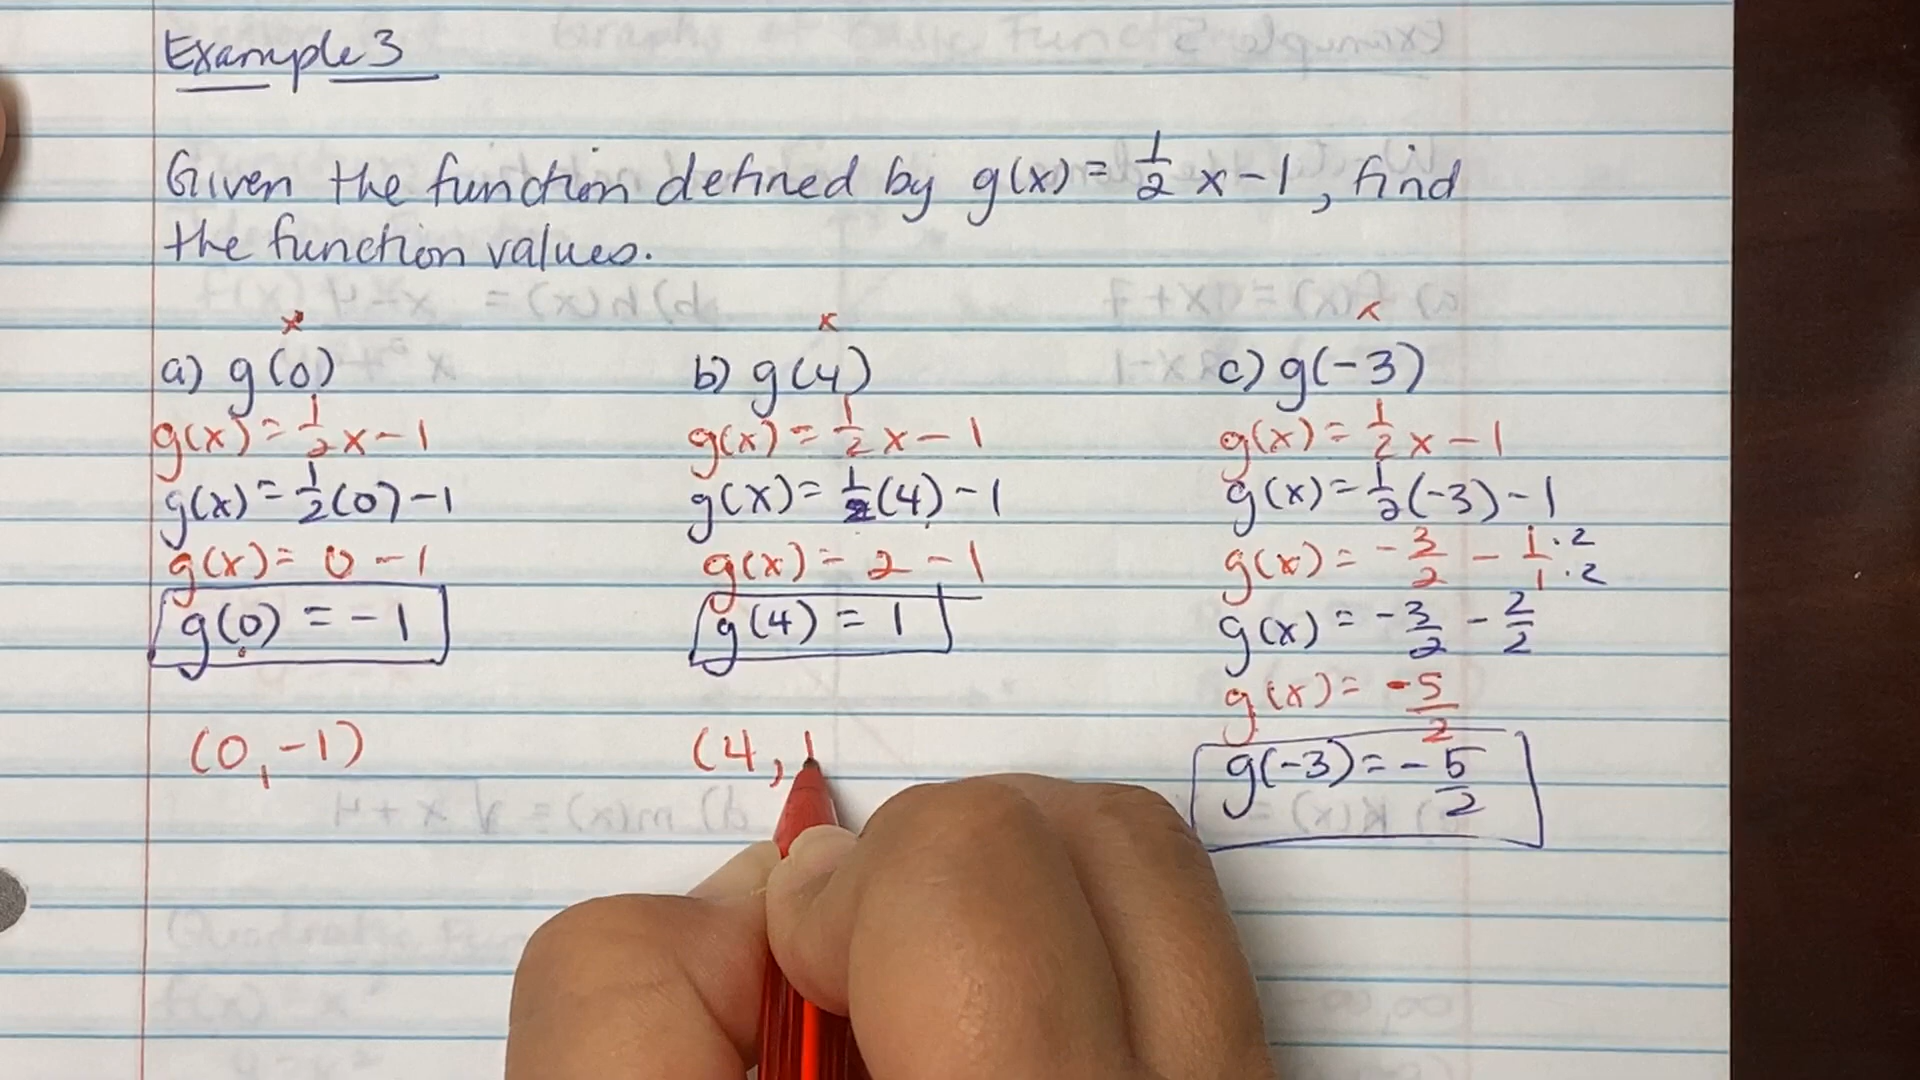 Example 3
Given the function defined by g(x) = 1/2 x - 1, find
the function values.
x x x
a) g(0) b) g(4) c) g(-3)
g(x) = 1/2 x - 1 g(x) = 1/2 x - 1 g(x) = 1/2 x - 1
g(x) = 1/2 (0) - 1 g(x) = 1/2 (4) - 1 g(x) = 1/2 (-3) - 1
g(x) = 0 - 1 g(x) = 2 - 1 g(x) = -3/2 - 1/1 ·2 ·2
g(0) = -1 g(4) = 1 g(x) = -3/2 - 2/2
g(x) = -5/2
(0, -1) (4, 1 g(-3) = -5/2